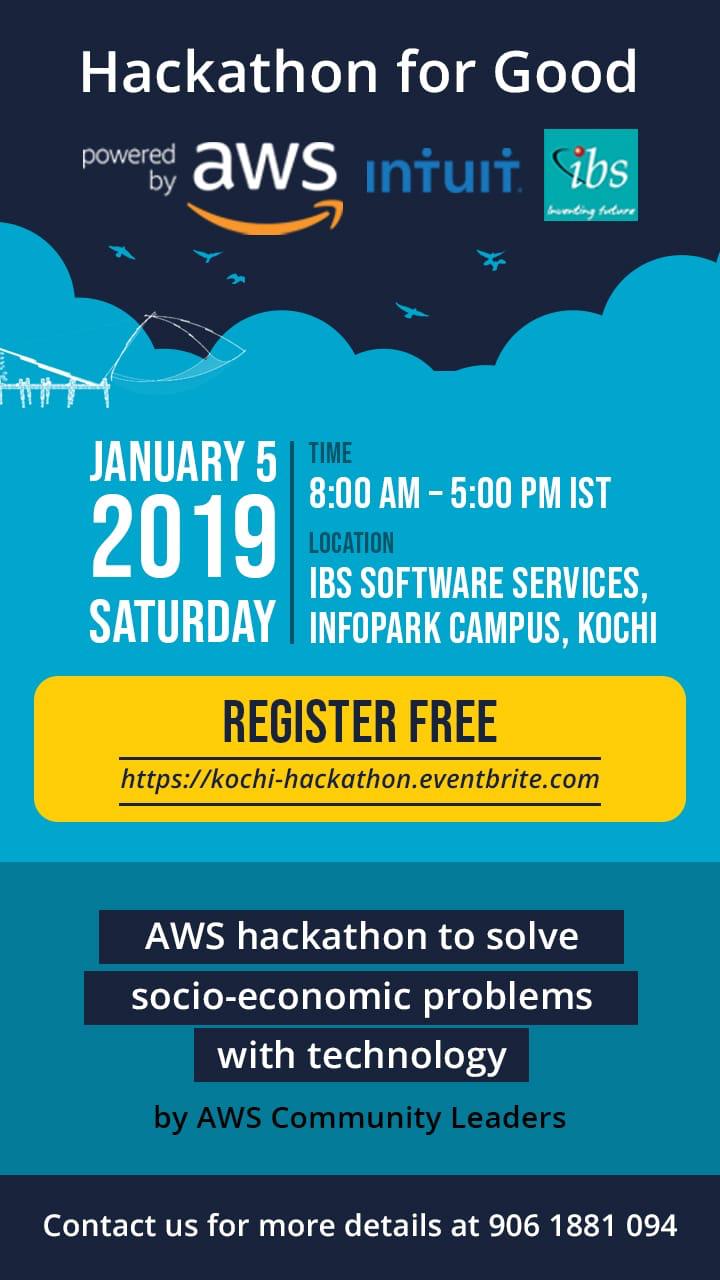 Hackathon for Good
powered by
aws
INTUIT
ibs
Inventing future
JANUARY 5
2019
SATURDAY
TIME
8:00 AM – 5:00 PM IST
LOCATION
IBS SOFTWARE SERVICES,
INFOPARK CAMPUS, KOCHI
REGISTER FREE
https://kochi-hackathon.eventbrite.com
AWS hackathon to solve
socio-economic problems
with technology
by AWS Community Leaders
Contact us for more details at 906 1881 094